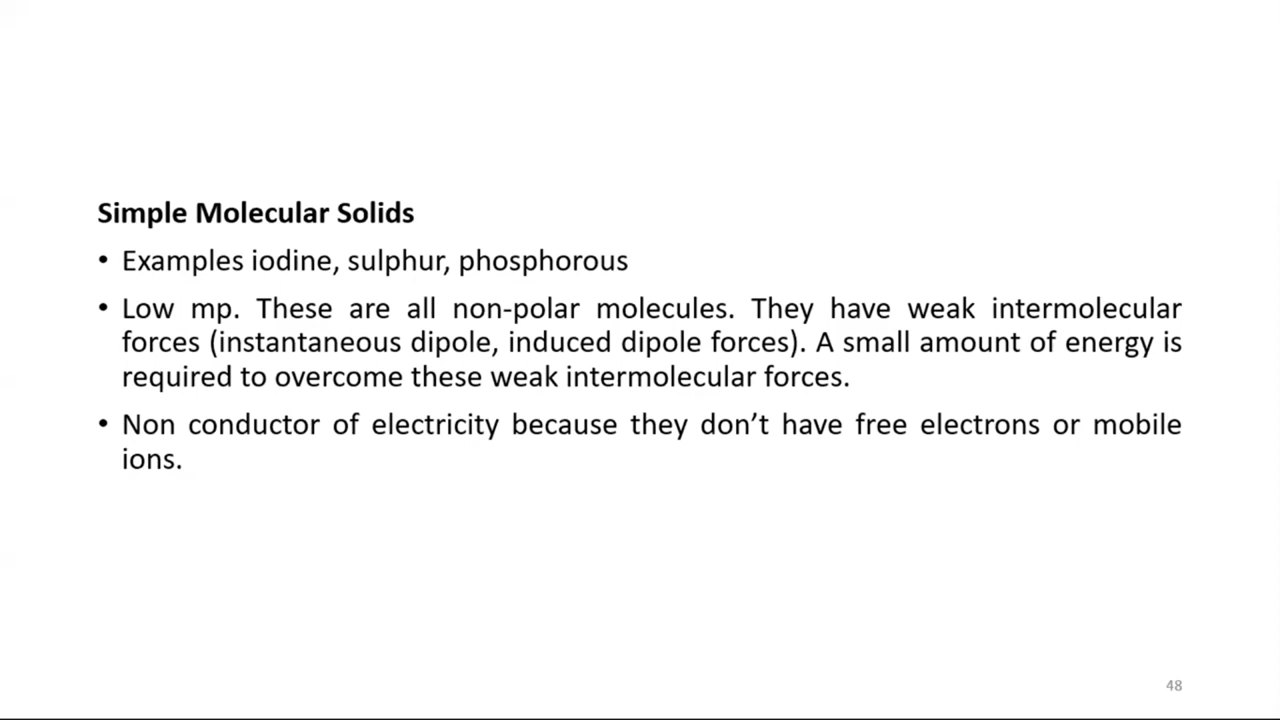 Simple Molecular Solids
• Examples iodine, sulphur, phosphorous
• Low mp. These are all non-polar molecules. They have weak intermolecular
forces (instantaneous dipole, induced dipole forces). A small amount of energy is
required to overcome these weak intermolecular forces.
• Non conductor of electricity because they don’t have free electrons or mobile
ions.
48